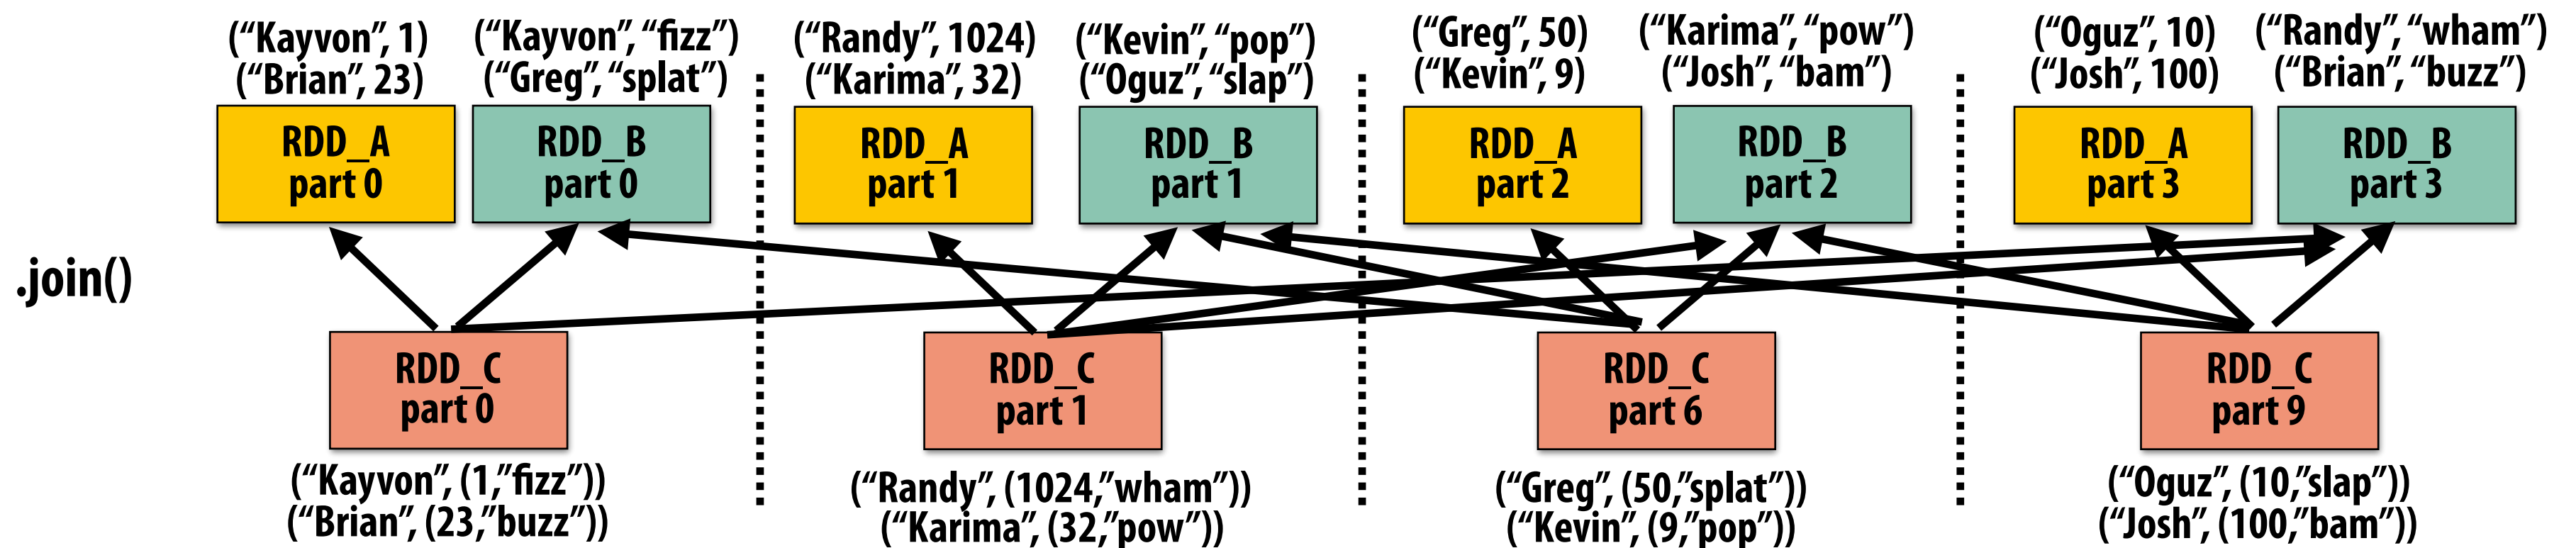 (“Kayvon”, 1)
(“Brian”, 23)
(“Kayvon”, “fizz”)
(“Greg”, “splat”)
(“Randy”, 1024)
(“Karima”, 32)
(“Kevin”, “pop”)
(“Oguz”, “slap”)
(“Greg”, 50)
(“Kevin”, 9)
(“Karima”, “pow”)
(“Josh”, “bam”)
(“Oguz”, 10)
(“Josh”, 100)
(“Randy”, “wham”)
(“Brian”, “buzz”)
RDD_A
part 0
RDD_B
part 0
RDD_A
part 1
RDD_B
part 1
RDD_A
part 2
RDD_B
part 2
RDD_A
part 3
RDD_B
part 3
.join()
RDD_C
part 0
RDD_C
part 1
RDD_C
part 6
RDD_C
part 9
(“Kayvon”, (1,”fizz”))
(“Brian”, (23,”buzz”))
(“Randy”, (1024,”wham”))
(“Karima”, (32,”pow”))
(“Greg”, (50,”splat”))
(“Kevin”, (9,”pop”))
(“Oguz”, (10,”slap”))
(“Josh”, (100,”bam”))